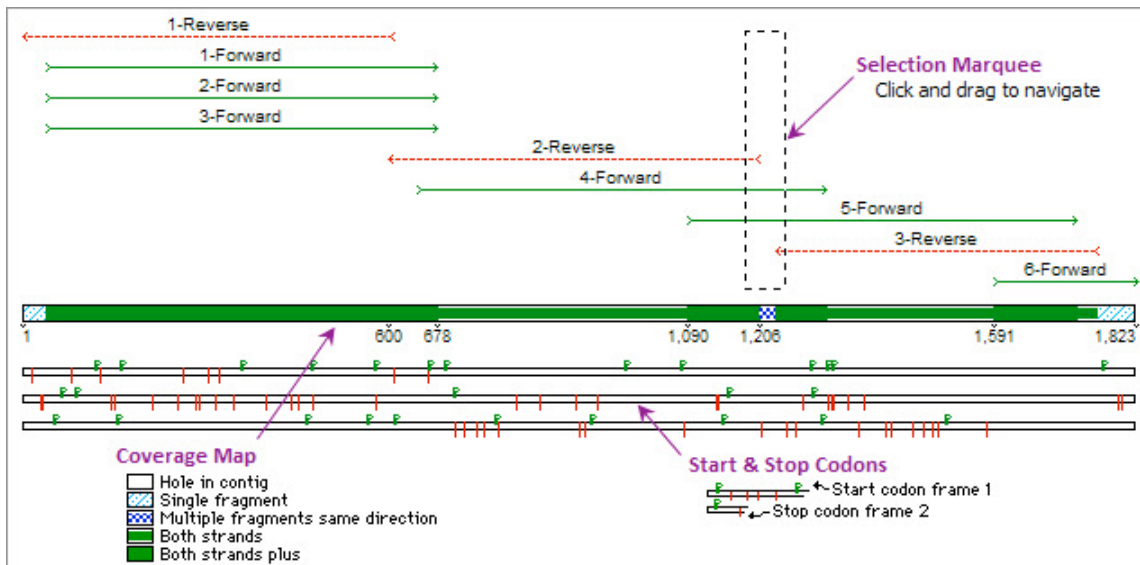 1-Reverse
1-Forward
2-Forward
3-Forward
Selection Marquee
Click and drag to navigate
2-Reverse
4-Forward
5-Forward
3-Reverse
6-Forward
1 600 678 1,090 1,206 1,591 1,823
Coverage Map
Hole in contig
Single fragment
Multiple fragments same direction
Both strands
Both strands plus
Start & Stop Codons
Start codon frame 1
Stop codon frame 2